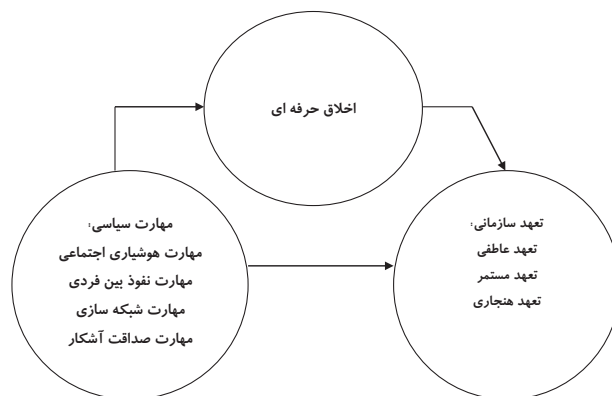 اخلاق حرفه ای
مهارت سیاسی:
مهارت هوشیاری اجتماعی
مهارت نفوذ بین فردی
مهارت شبکه سازی
مهارت صداقت آشکار
تعهد سازمانی:
تعهد عاطفی
تعهد مستمر
تعهد هنجاری